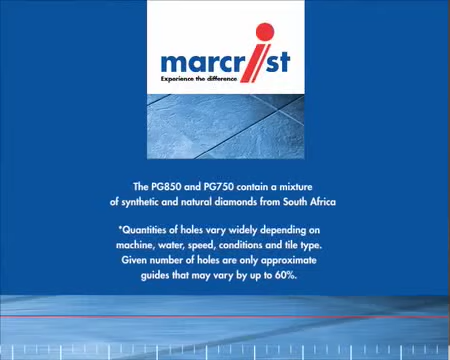 marcrist
Experience the difference
The PG850 and PG750 contain a mixture
of synthetic and natural diamonds from South Africa
*Quantities of holes vary widely depending on
machine, water, speed, conditions and tile type.
Given number of holes are only approximate
guides that may vary by up to 60%.